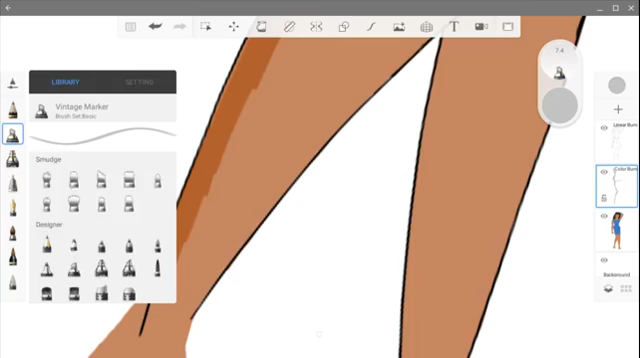 T
7.4
LIBRARY
SETTING
Vintage Marker
Brush Set:Basic
Linear Burn
Color Burn
Smudge
Designer
Background